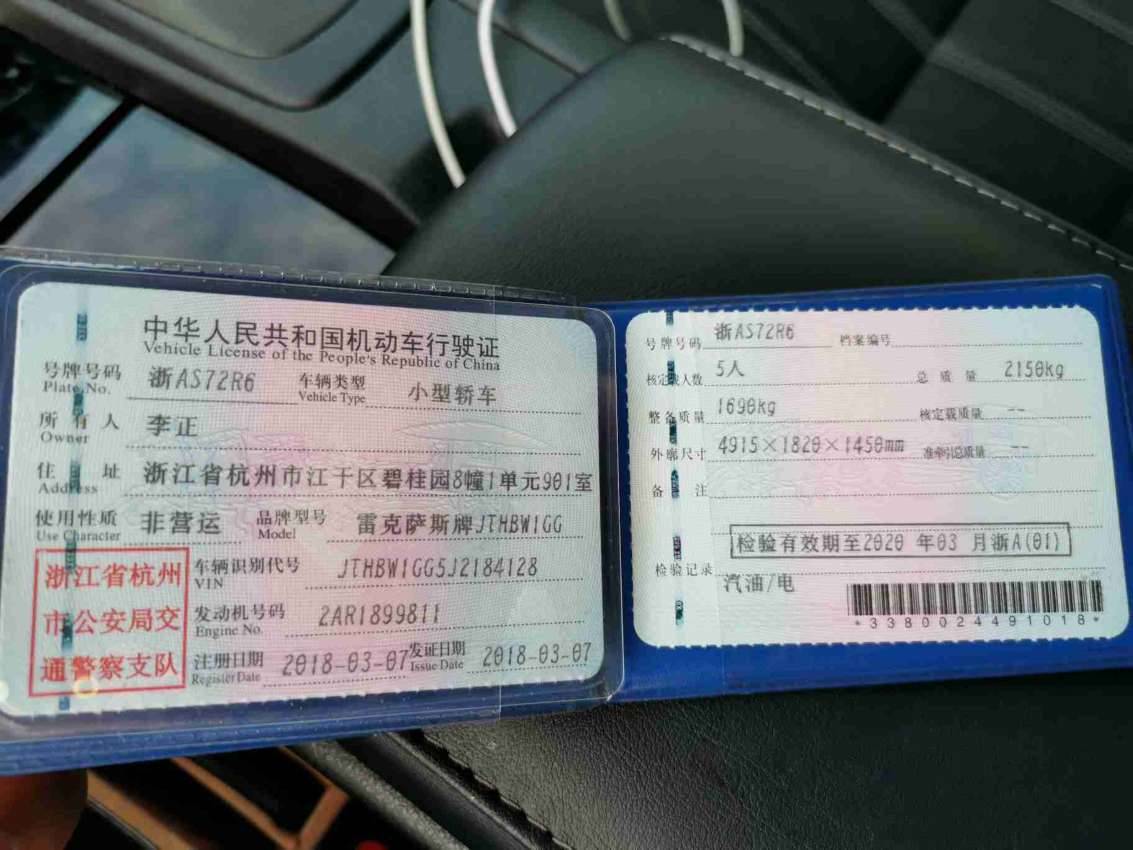 中华人民共和国机动车行驶证
Vehicle License of the People's Republic of China
号牌号码 浙AS72R6 车辆类型 小型轿车
Plate No. Vehicle Type
所有人 李正
Owner
住址 浙江省杭州市江干区碧桂园8幢1单元901室
Address
使用性质 非营运 品牌型号 雷克萨斯牌JTHBW1GG
Use Character Model
浙江省杭州
市公安局交
通警察支队
车辆识别代号 JTHBW1GG5J2184128
VIN
发动机号码 2AR1899811
Engine No.
注册日期 2018-03-07 发证日期 2018-03-07
Register Date Issue Date
号牌号码 浙AS72R6 档案编号
核定载人数 5人 总质量 2150kg
整备质量 1690kg 核定载质量 --
外廓尺寸 4915×1820×1450mm 准牵引总质量 --
备注
检验有效期至2020 年03 月浙A(01)
检验记录
汽油/电
*3380024491018*